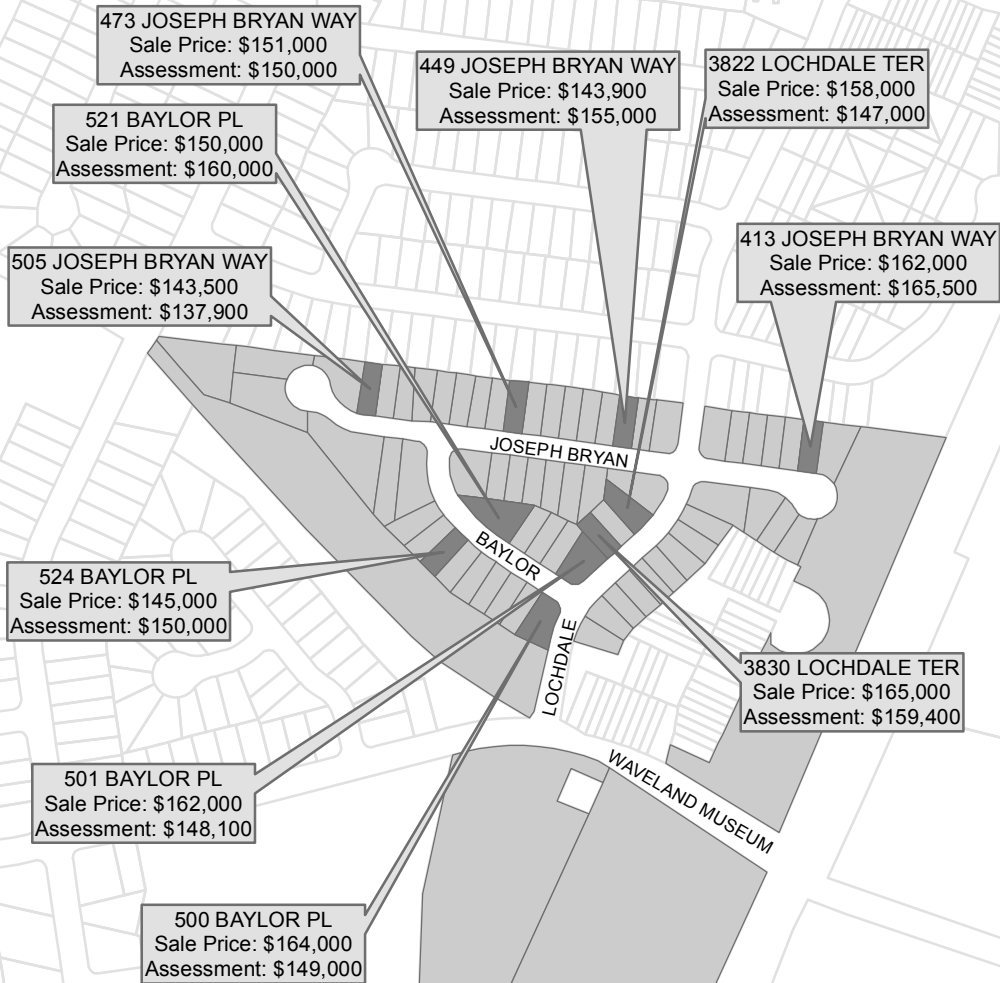 473 JOSEPH BRYAN WAY
Sale Price: $151,000
Assessment: $150,000
449 JOSEPH BRYAN WAY
Sale Price: $143,900
Assessment: $155,000
3822 LOCHDALE TER
Sale Price: $158,000
Assessment: $147,000
521 BAYLOR PL
Sale Price: $150,000
Assessment: $160,000
413 JOSEPH BRYAN WAY
Sale Price: $162,000
Assessment: $165,500
505 JOSEPH BRYAN WAY
Sale Price: $143,500
Assessment: $137,900
JOSEPH BRYAN
BAYLOR
524 BAYLOR PL
Sale Price: $145,000
Assessment: $150,000
LOCHDALE
3830 LOCHDALE TER
Sale Price: $165,000
Assessment: $159,400
WAVELAND MUSEUM
501 BAYLOR PL
Sale Price: $162,000
Assessment: $148,100
500 BAYLOR PL
Sale Price: $164,000
Assessment: $149,000